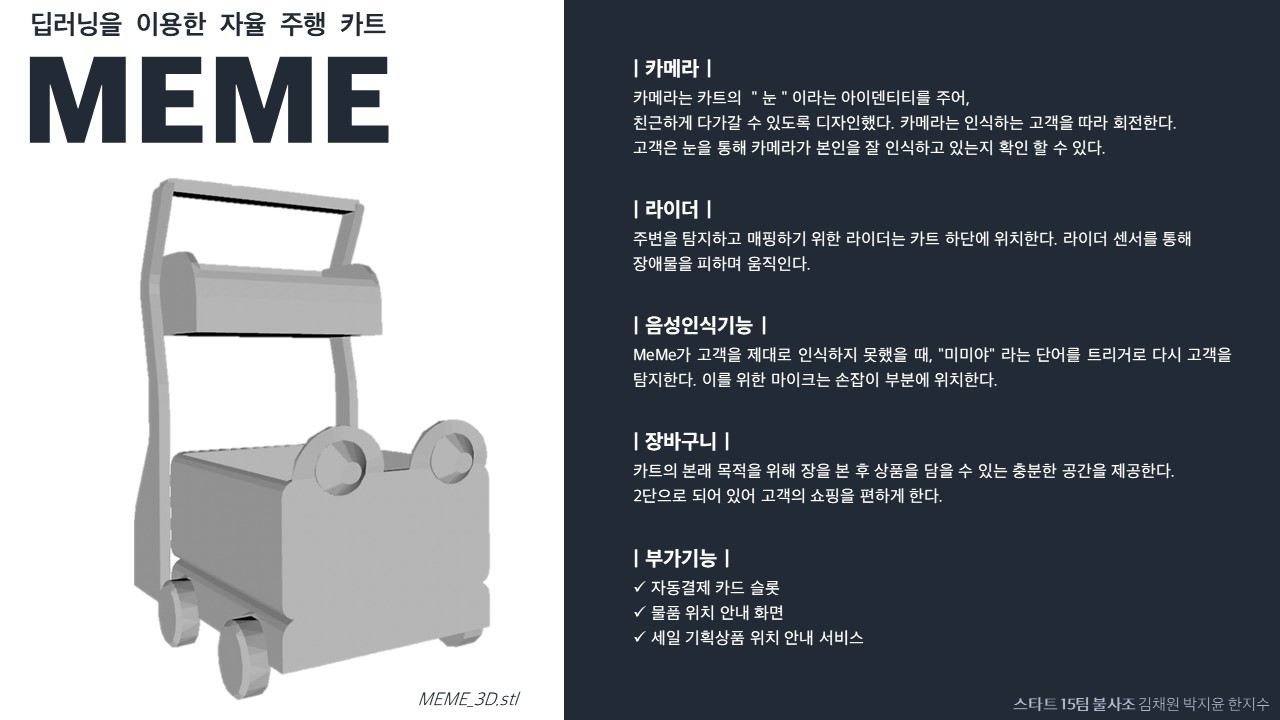 딥러닝을 이용한 자율 주행 카트
MEME
MEME_3D.stl
| 카메라 |
카메라는 카트의 " 눈 " 이라는 아이덴티티를 주어,
친근하게 다가갈 수 있도록 디자인했다. 카메라는 인식하는 고객을 따라 회전한다.
고객은 눈을 통해 카메라가 본인을 잘 인식하고 있는지 확인 할 수 있다.
| 라이더 |
주변을 탐지하고 매핑하기 위한 라이더는 카트 하단에 위치한다. 라이더 센서를 통해
장애물을 피하며 움직인다.
| 음성인식기능 |
MeMe가 고객을 제대로 인식하지 못했을 때, "미미야" 라는 단어를 트리거로 다시 고객을
탐지한다. 이를 위한 마이크는 손잡이 부분에 위치한다.
| 장바구니 |
카트의 본래 목적을 위해 장을 본 후 상품을 담을 수 있는 충분한 공간을 제공한다.
2단으로 되어 있어 고객의 쇼핑을 편하게 한다.
| 부가기능 |
✓ 자동결제 카드 슬롯
✓ 물품 위치 안내 화면
✓ 세일 기획상품 위치 안내 서비스
스타트 15팀 불사조 김채원 박지윤 한지수